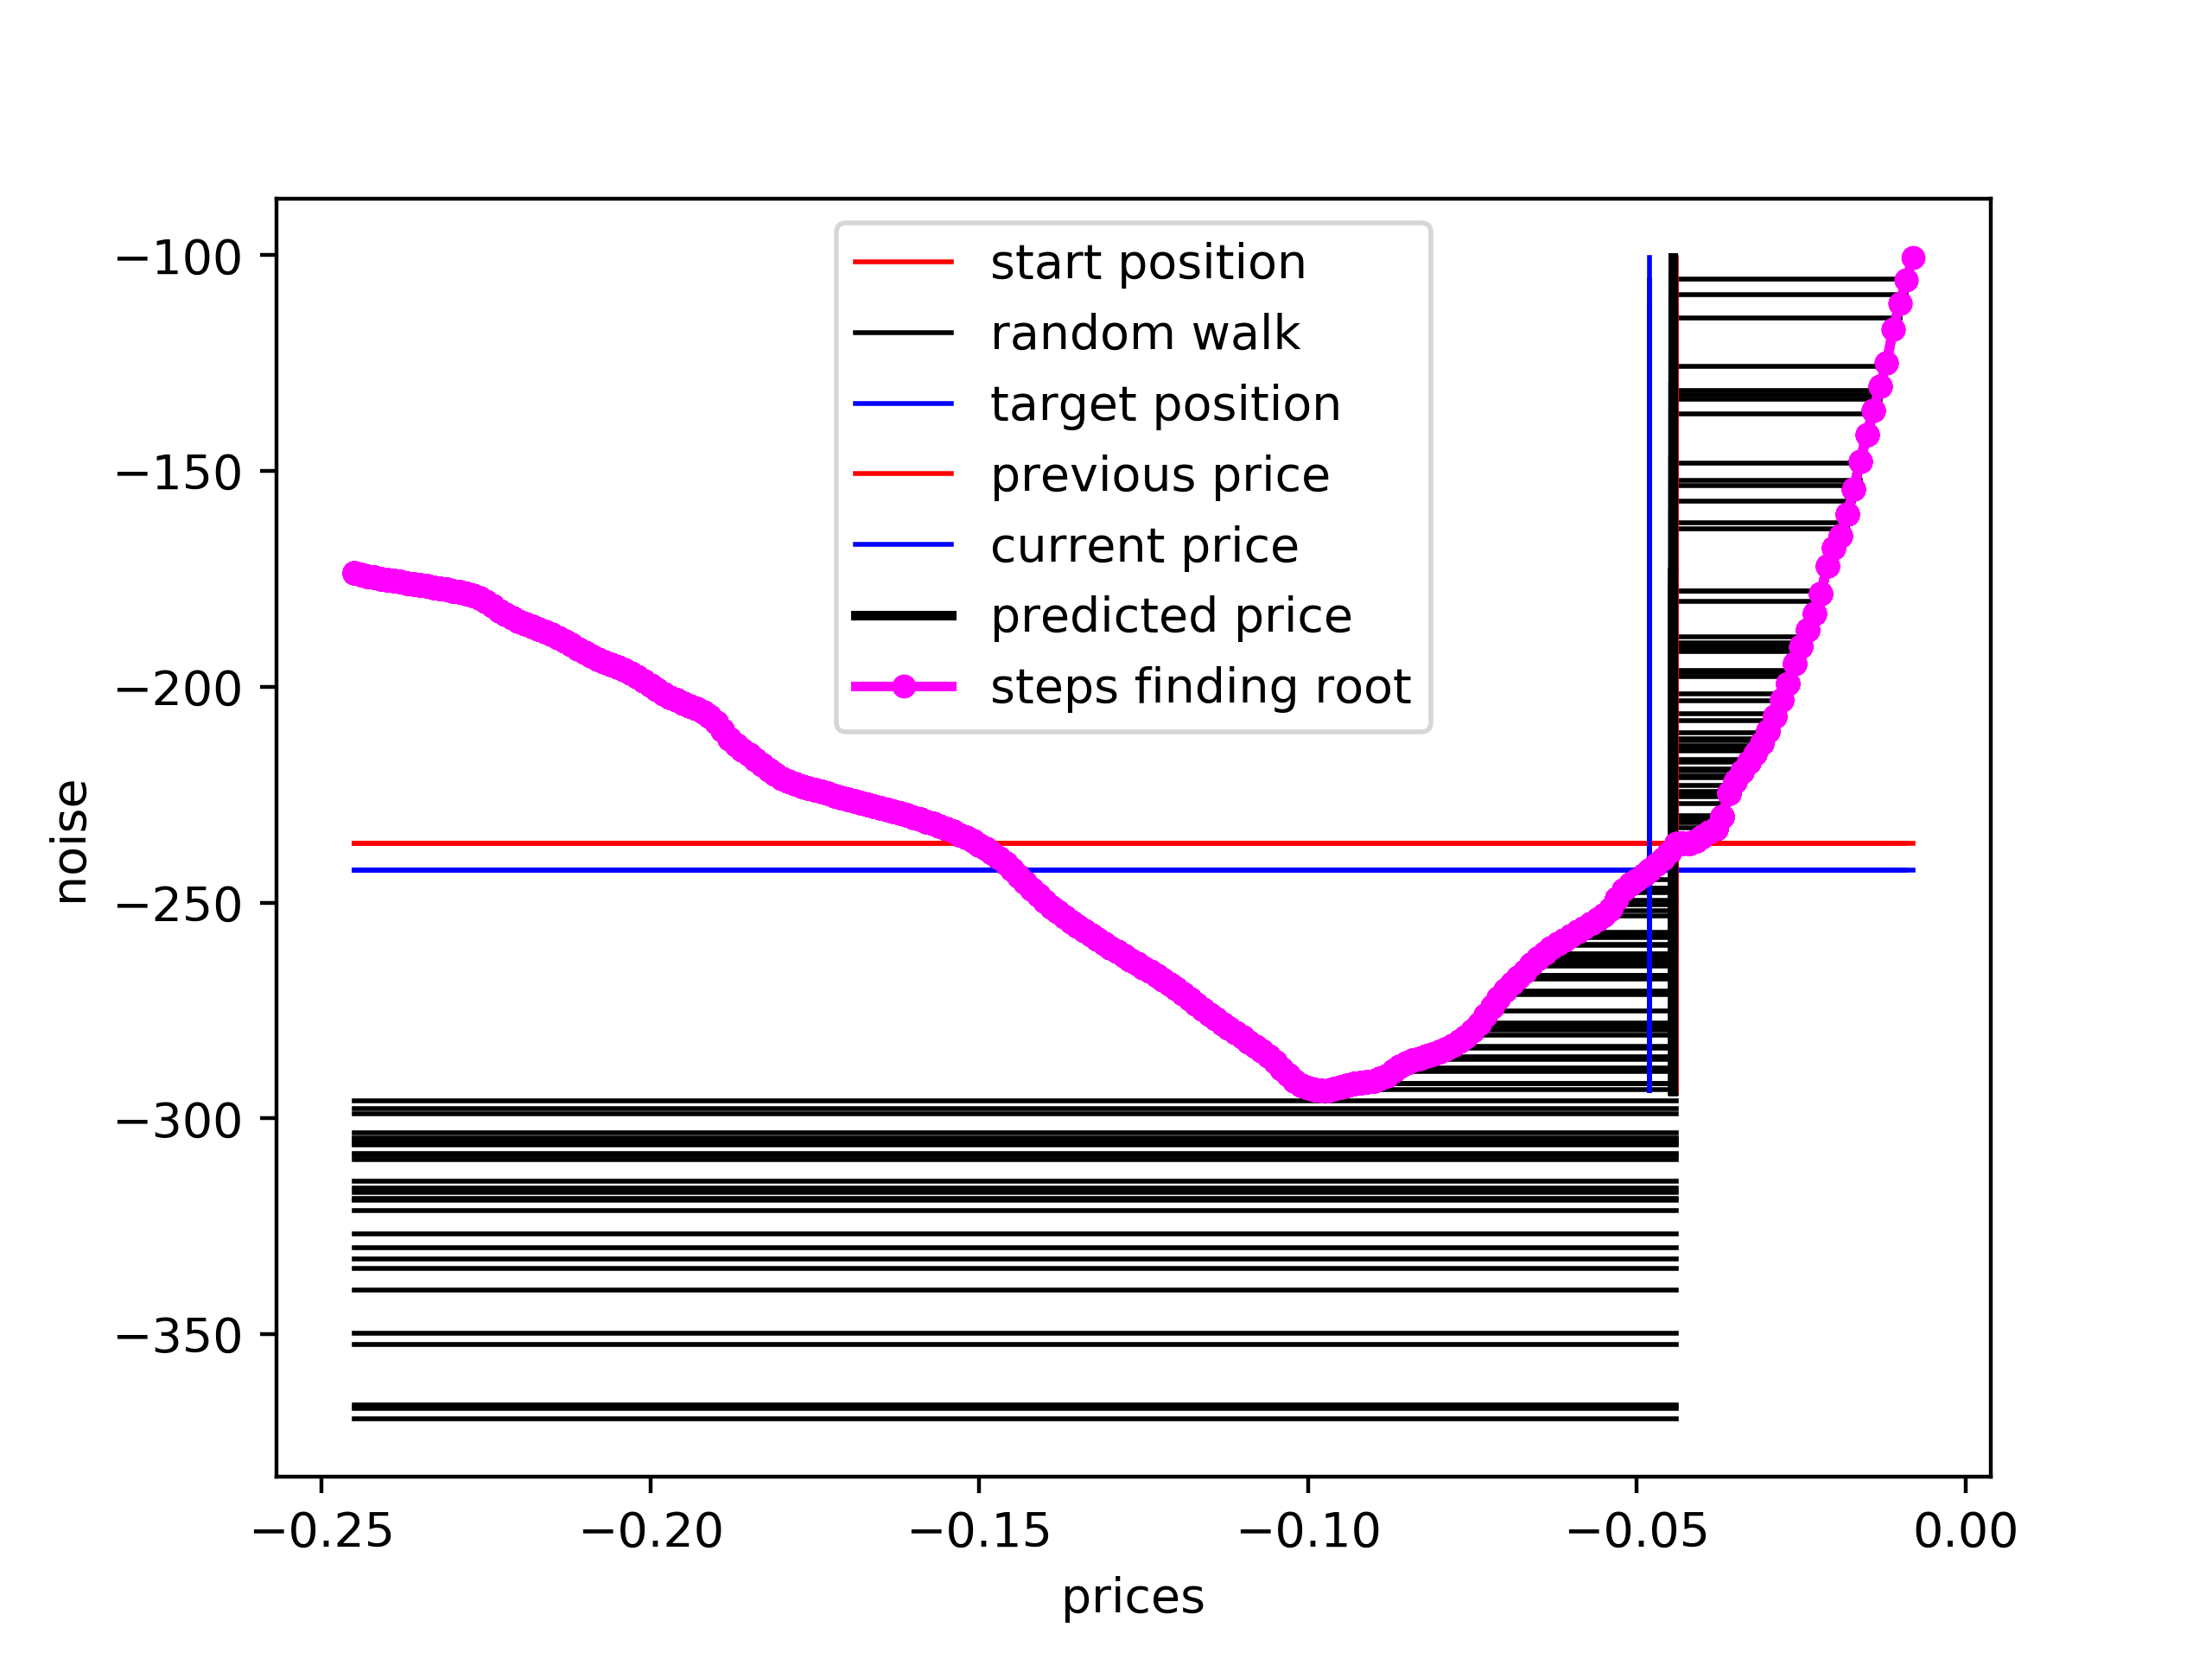 start position
random walk
target position
previous price
current price
predicted price
steps finding root
−100
−150
−200
−250
−300
−350
noise
−0.25 −0.20 −0.15 −0.10 −0.05 0.00
prices